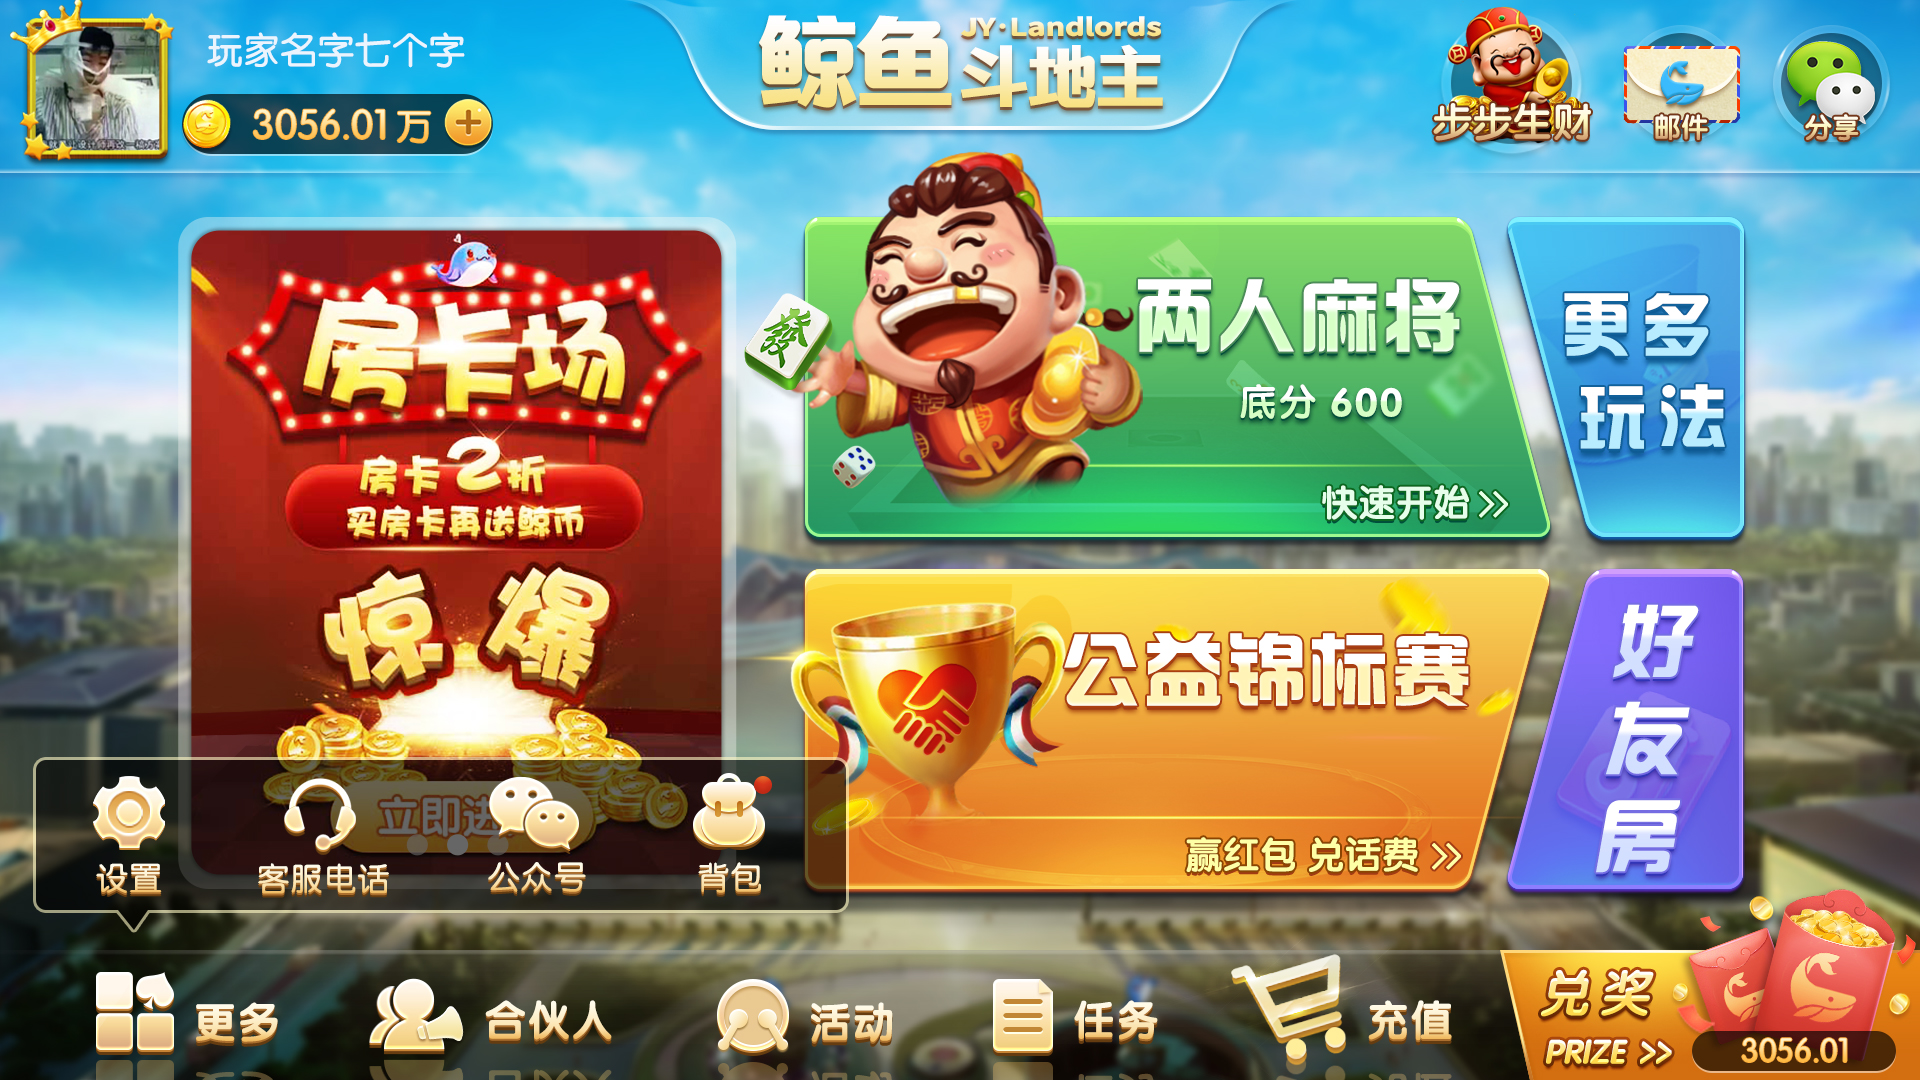 玩家名字七个字
3056.01万
鲸鱼
JY·Landlords
斗地主
步步生财
邮件
分享
房卡场
房卡2折
买房卡再送鲸币
惊爆
立即进
發
两人麻将
底分 600
快速开始
更多
玩法
公益锦标赛
赢红包 兑话费
好友房
设置
客服电话
公众号
背包
更多
合伙人
活动
任务
充值
兑奖
PRIZE >>
3056.01